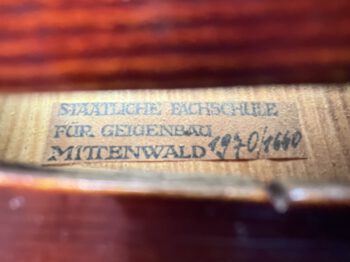 STAATLICHE FACHSCHULE
FÜR GEIGENBAU
MITTENWALD 1970/1660